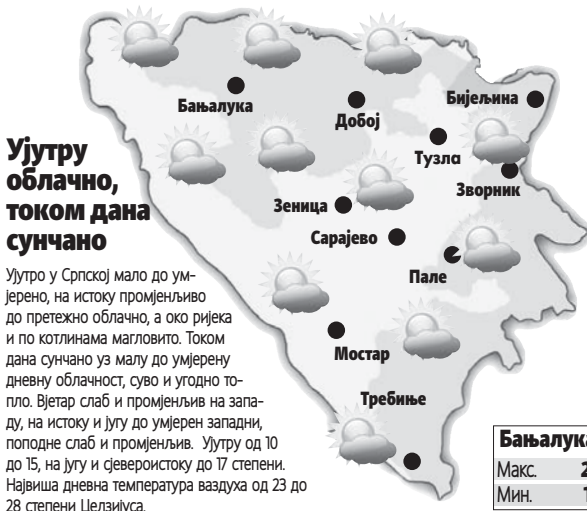 Бањалука
Добој
Бијељина
Тузла
Зворник
Зеница
Сарајево
Пале
Мостар
Требиње
Ујутру
облачно,
током дана
сунчано
Ујутро у Српској мало до ум-
јерено, на истоку промјенљиво
до претежно облачно, а око ријека
и по котлинама магловито. Током
дана сунчано уз малу до умјерену
дневну облачност, суво и угодно то-
пло. Вјетар слаб и промјенљив на запа-
ду, на истоку и југу до умјерен западни,
поподне слаб и промјенљив. Ујутру од 10
до 15, на југу и сјевероистоку до 17 степени.
Највиша дневна температура ваздуха од 23 до
28 степени Целзијуса.
Бањалука
Макс. 2
Мин. 1